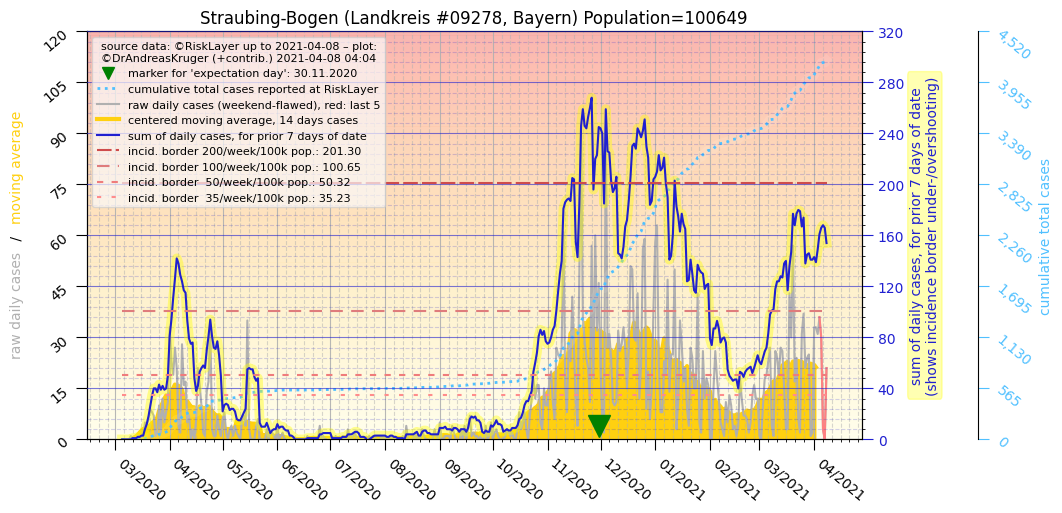 Straubing-Bogen (Landkreis #09278, Bayern) Population=100649
source data: ©RiskLayer up to 2021-04-08 – plot:
©DrAndreasKruger (+contrib.) 2021-04-08 04:04
marker for 'expectation day': 30.11.2020
cumulative total cases reported at RiskLayer
raw daily cases (weekend-flawed), red: last 5
centered moving average, 14 days cases
sum of daily cases, for prior 7 days of date
incid. border 200/week/100k pop.: 201.30
incid. border 100/week/100k pop.: 100.65
incid. border  50/week/100k pop.: 50.32
incid. border  35/week/100k pop.: 35.23
raw daily cases  /  moving average
120
105
90
75
60
45
30
15
0
03/2020
04/2020
05/2020
06/2020
07/2020
08/2020
09/2020
10/2020
11/2020
12/2020
01/2021
02/2021
03/2021
04/2021
320
280
240
200
160
120
80
40
0
sum of daily cases, for prior 7 days of date
(shows incidence border under-/overshooting)
4,520
3,955
3,390
2,825
2,260
1,695
1,130
565
0
cumulative total cases